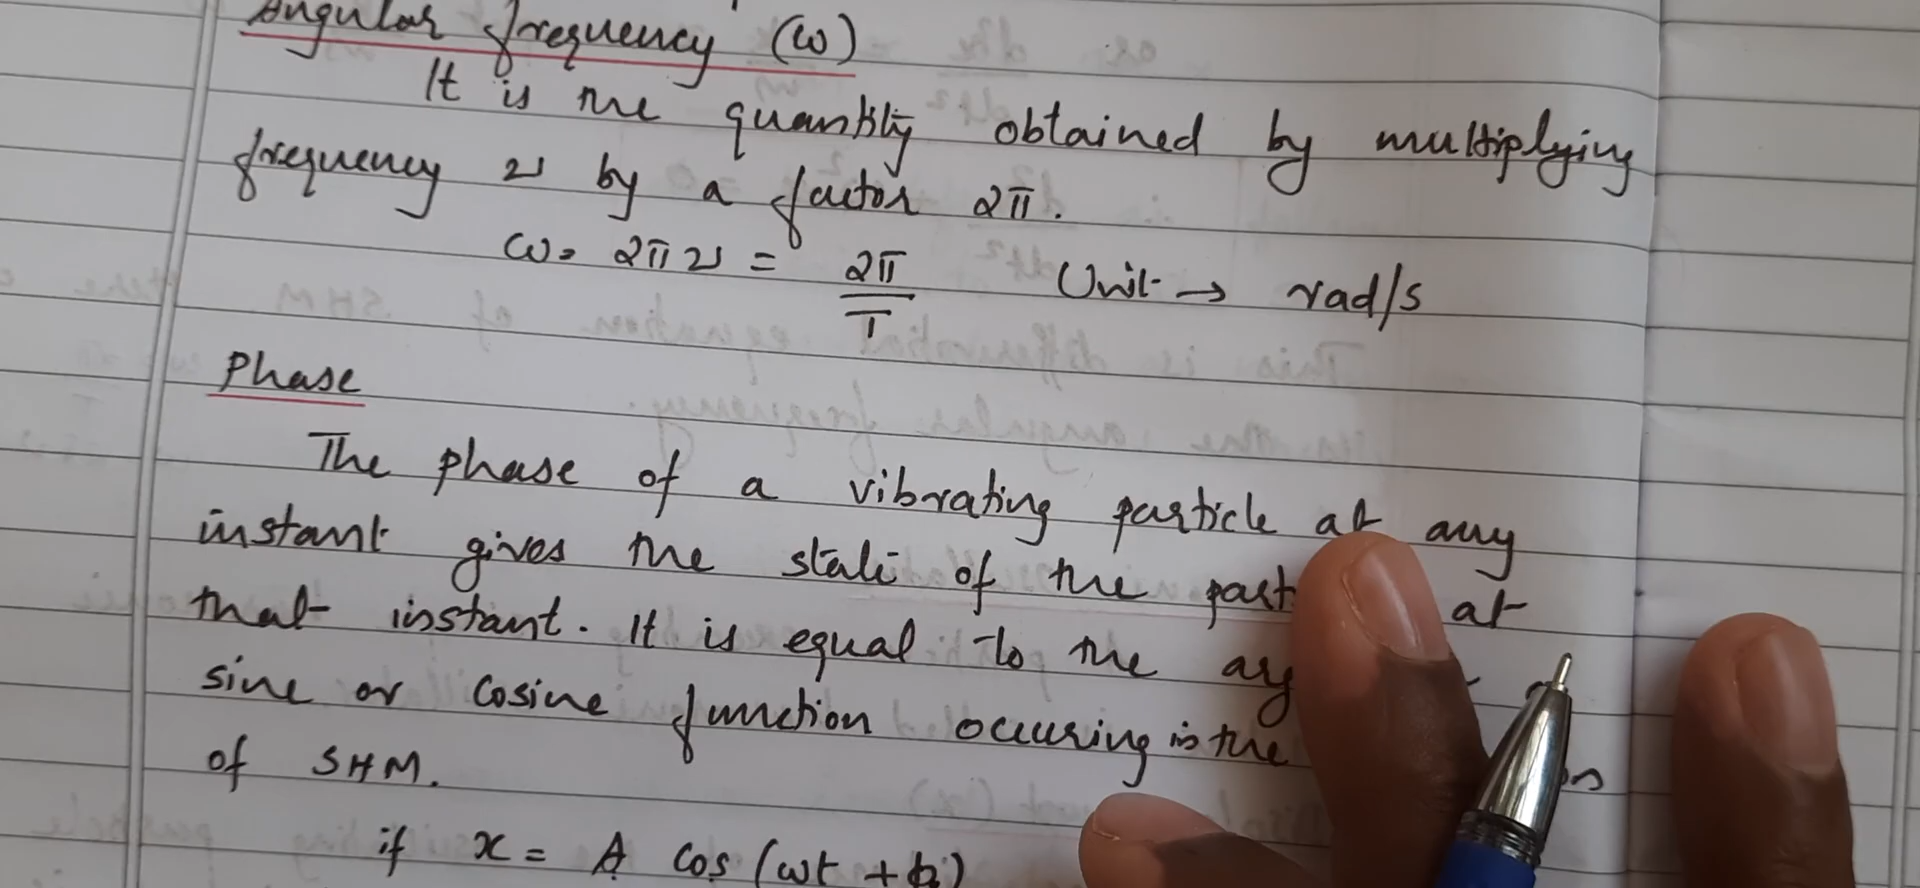 Angular frequency (ω)
It is the quantity obtained by multiplying
frequency ν by a factor 2π.
ω = 2πν = 2π/T Unit → rad/s
Phase
The phase of a vibrating particle at any
instant gives the state of the part at
that instant. It is equal to the
sine or cosine function occuring in the
of SHM.
if x = A cos (ωt +